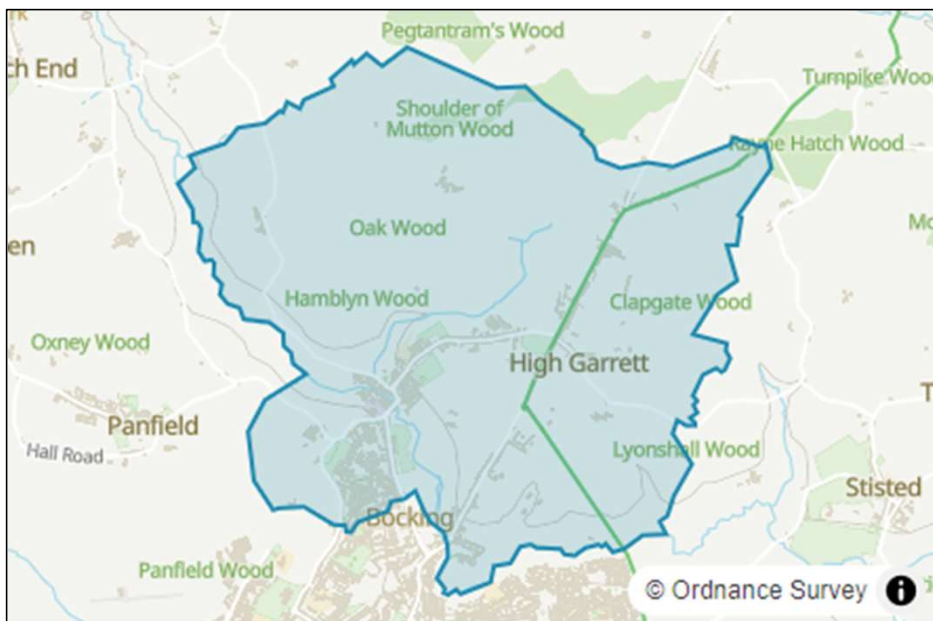 Pegtantram's Wood
rk
ch End
Turnpike Wood
Shoulder of
Mutton Wood
Rayne Hatch Wood
Oak Wood
Mo
en
Hamblyn Wood
Clapgate Wood
Oxney Wood
High Garrett
T
Panfield
Hall Road
Lyonshall Wood
Stisted
Bocking
Panfield Wood
© Ordnance Survey